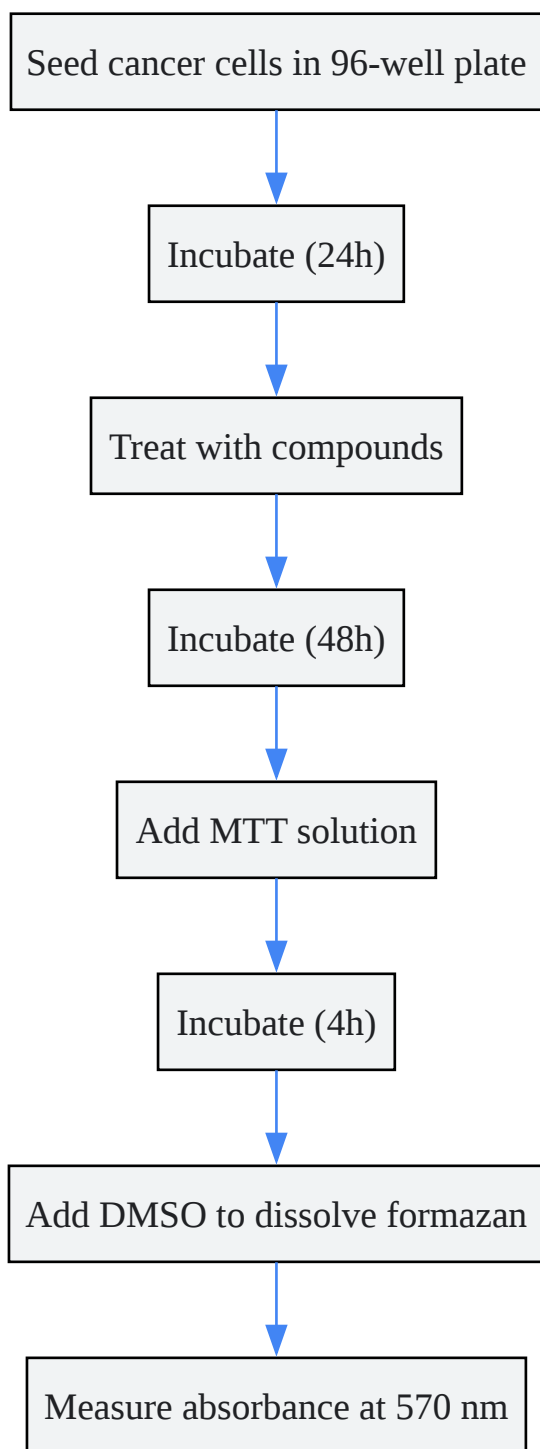 Seed cancer cells in 96-well plate
Incubate (24h)
Treat with compounds
Incubate (48h)
Add MTT solution
Incubate (4h)
Add DMSO to dissolve formazan
Measure absorbance at 570 nm